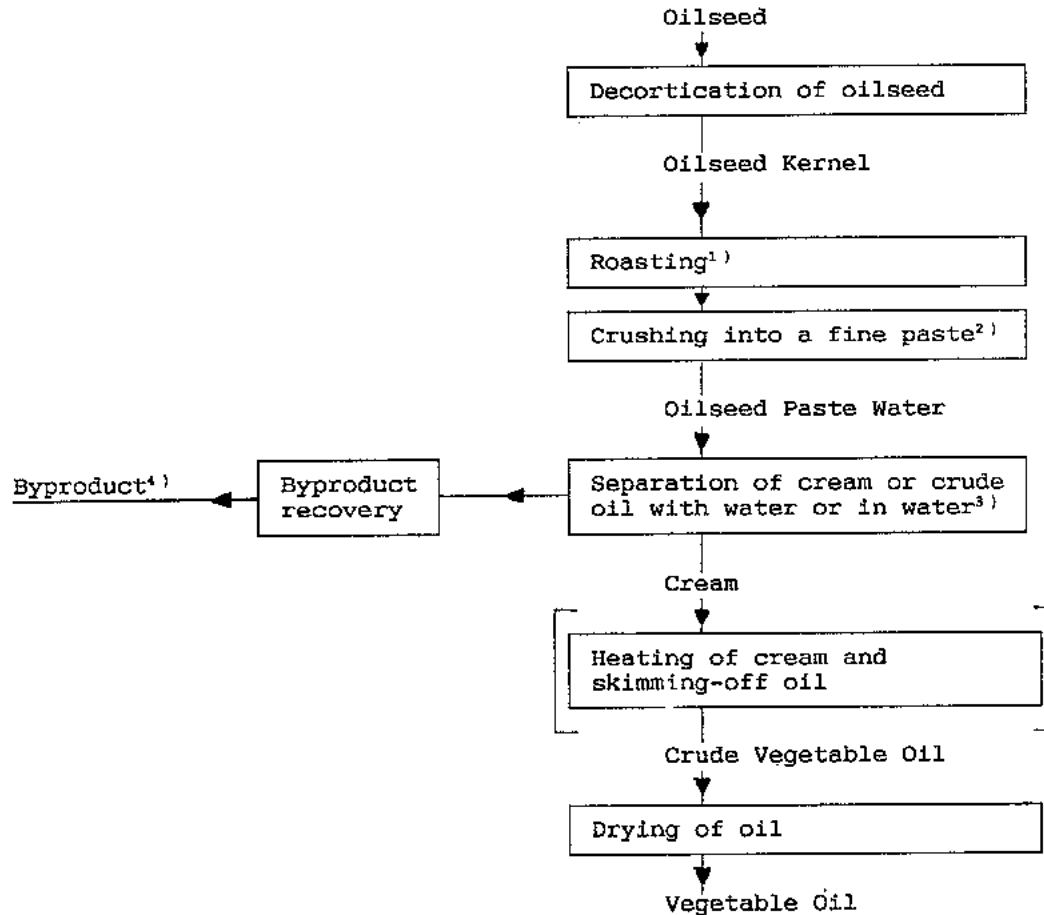 Oilseed
Decortication of oilseed
Oilseed Kernel
Roasting¹⁾
Crushing into a fine paste²⁾
Oilseed Paste Water
Byproduct⁴⁾
Byproduct
recovery
Separation of cream or crude
oil with water or in water³⁾
Cream
Heating of cream and
skimming-off oil
Crude Vegetable Oil
Drying of oil
Vegetable Oil